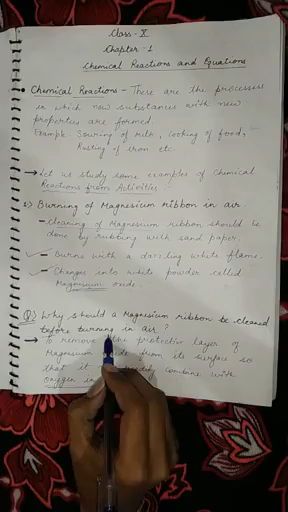 Class - X
Chapter - 1
Chemical Reactions and Equations
Chemical Reactions - These are the processes
in which new substances with new
properties are formed.
Example - Souring of milk, Cooking of food,
Rusting of iron etc.
→ Let us study some examples of Chemical
Reactions from Activities :
1) Burning of Magnesium ribbon in air.
- cleaning of Magnesium ribbon should be
done by rubbing with sand paper.
- Burns with a dazzling white flame.
- Changes into white powder called
Magnesium oxide.
Q. Why should a Magnesium ribbon be cleaned
before burning in air?
→ To remove the protective layer of
Magnesium from its surface so
that it combine with
oxygen in